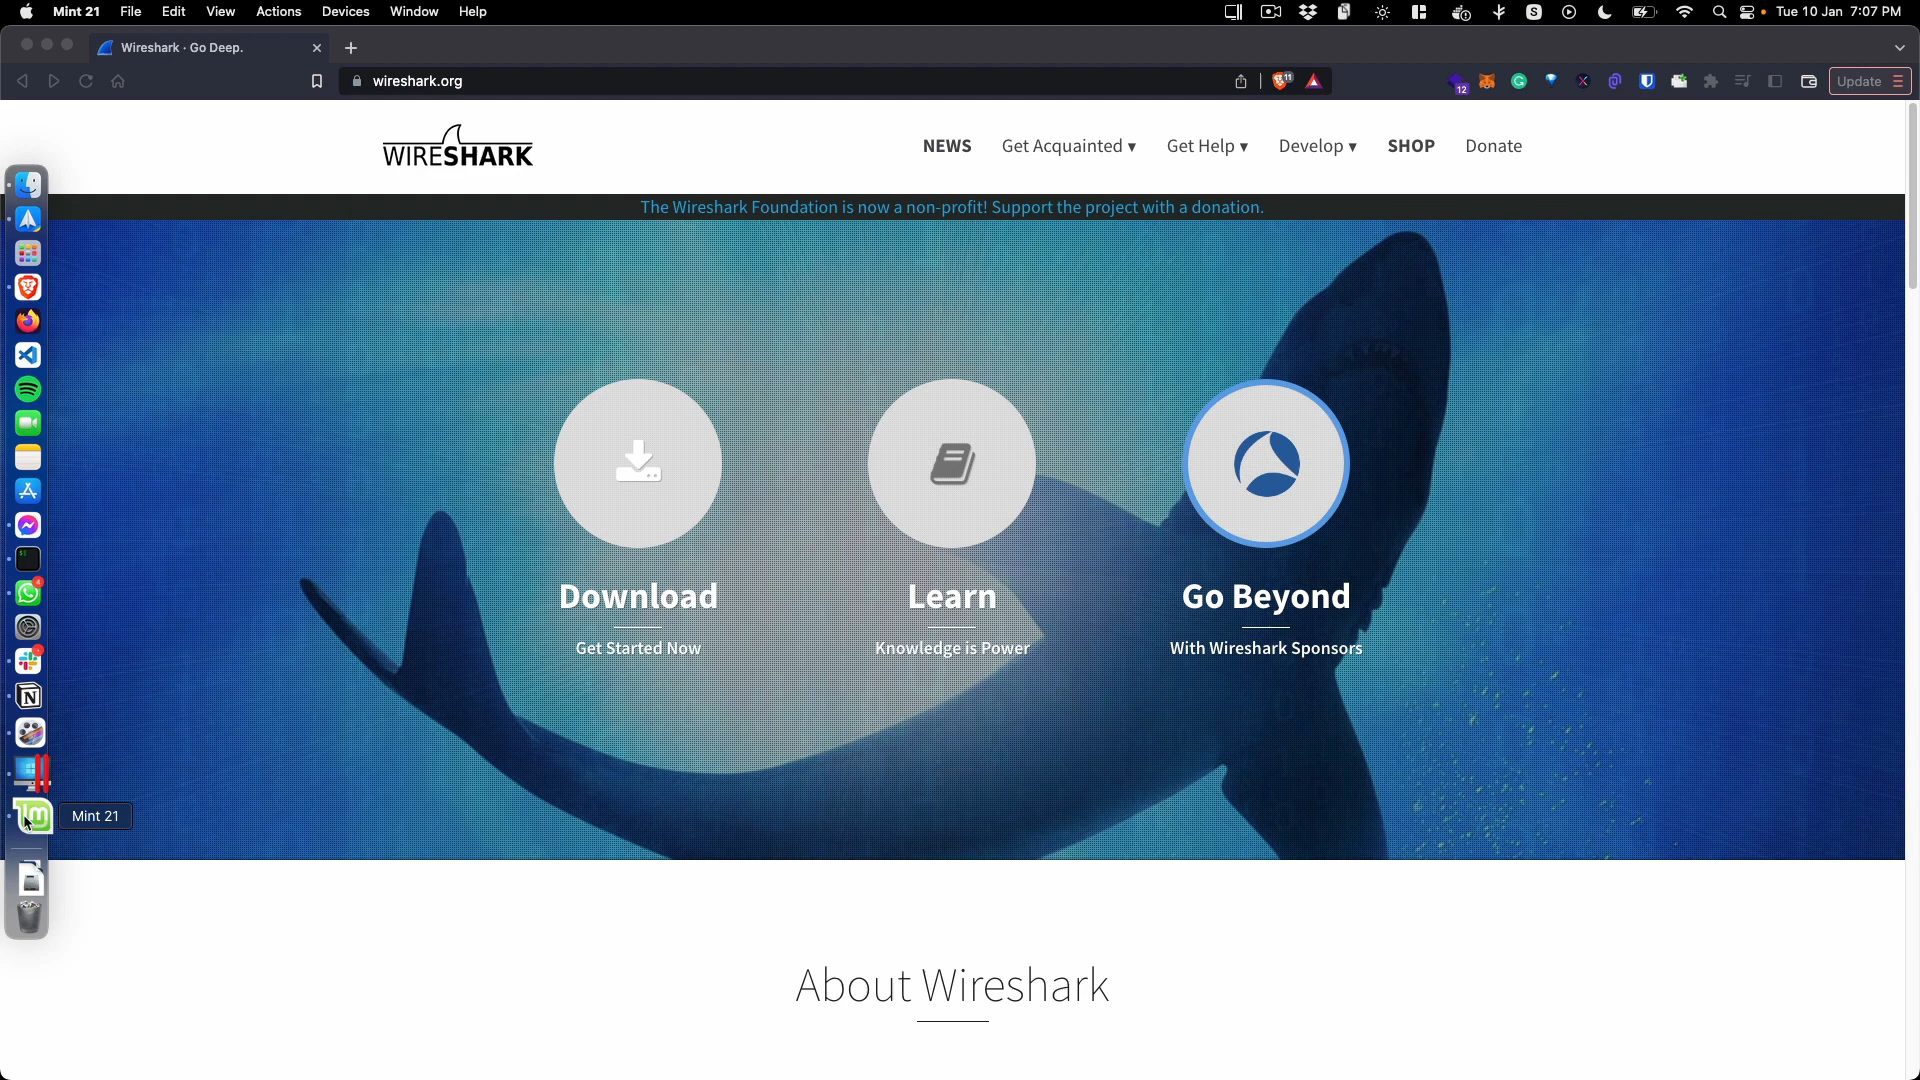 Mint 21 File Edit View Actions Devices Window Help
S
Tue 10 Jan 7:07 PM
Wireshark · Go Deep.
wireshark.org
11
12
Update
WIRESHARK
NEWS Get Acquainted ▾ Get Help ▾ Develop ▾ SHOP Donate
The Wireshark Foundation is now a non-profit! Support the project with a donation.
Download
Get Started Now
Learn
Knowledge is Power
Go Beyond
With Wireshark Sponsors
4
N
Mint 21
About Wireshark